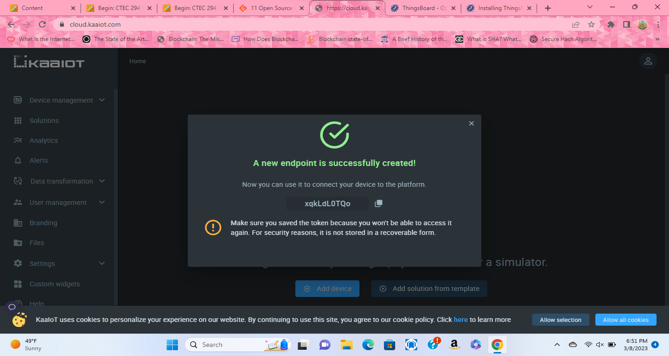 Content
Begin: CTEC 294
Begin: CTEC 294
11 Open Source
https://cloud.kaa
ThingsBoard - O
Installing Things
cloud.kaaiot.com
What is the Internet...
The State of the Art...
Blockchain: The Mis...
How Does Blockcha...
Blockchain state-of...
A Brief History of th...
What is SHA? What...
Secure Hash Algorit...
KaaIoT
Home
Device management
Solutions
Analytics
Alerts
Data transformation
User management
Branding
Files
Settings
Custom widgets
Help
A new endpoint is successfully created!
Now you can use it to connect your device to the platform.
xqkLdL0TQo
Make sure you saved the token because you won't be able to access it
again. For security reasons, it is not stored in a recoverable form.
r a simulator.
Add device
Add solution from template
KaaIoT uses cookies to personalize your experience on our website. By continuing to use this site, you agree to our cookie policy. Click here to learn more
Allow selection
Allow all cookies
49°F
Sunny
Search
6:51 PM
3/8/2023